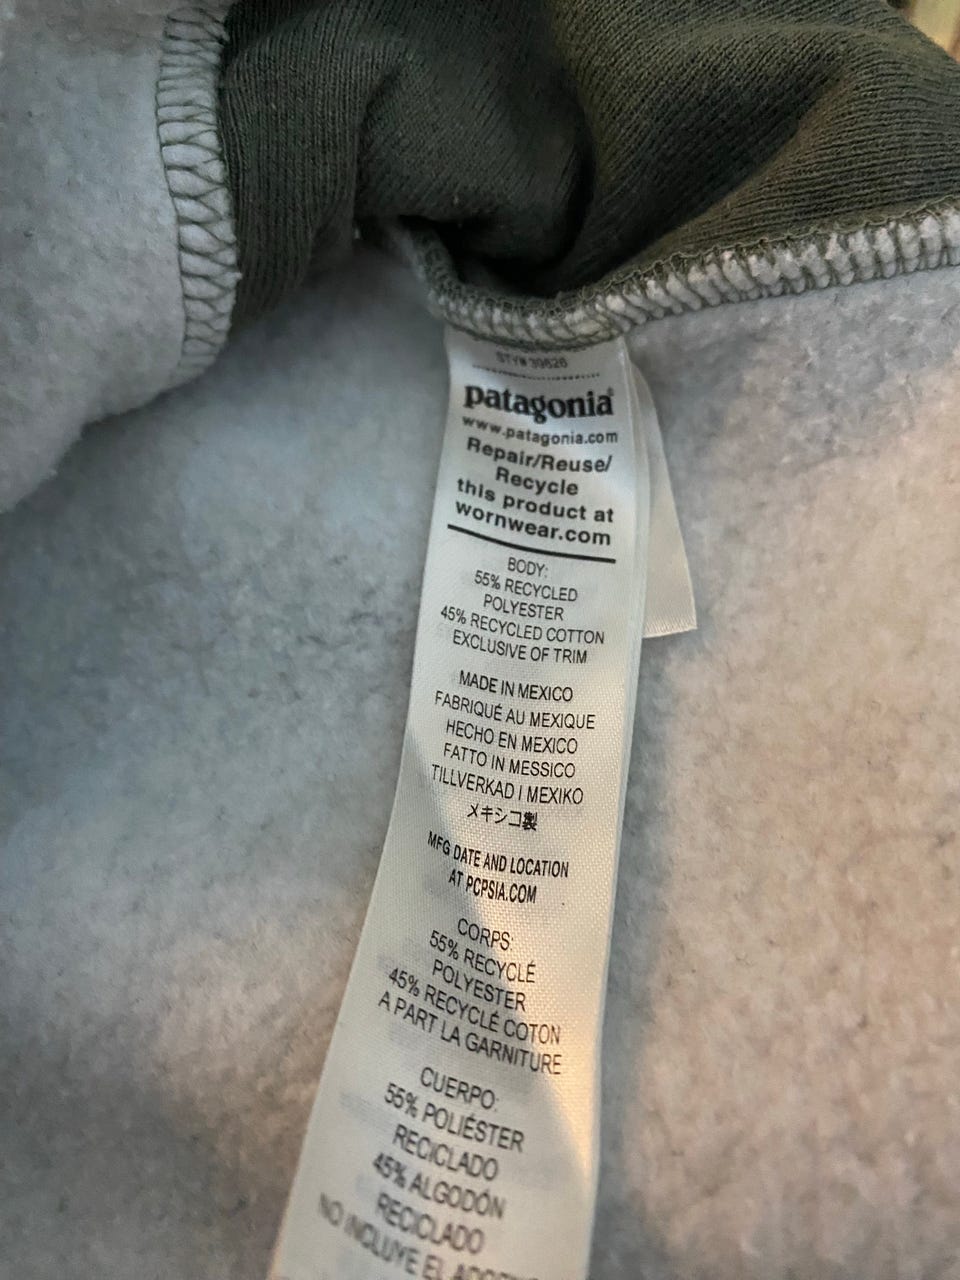 STY# 39626
patagonia®
www.patagonia.com
Repair/Reuse/
Recycle
this product at
wornwear.com
BODY:
55% RECYCLED
POLYESTER
45% RECYCLED COTTON
EXCLUSIVE OF TRIM
MADE IN MEXICO
FABRIQUÉ AU MEXIQUE
HECHO EN MEXICO
FATTO IN MESSICO
TILLVERKAD I MEXIKO
メキシコ製
MFG DATE AND LOCATION
AT PCPSIA.COM
CORPS:
55% RECYCLÉ
POLYESTER
45% RECYCLÉ COTON
A PART LA GARNITURE
CUERPO:
55% POLIÉSTER
RECICLADO
45% ALGODÓN
RECICLADO
NO INCLUYE EL